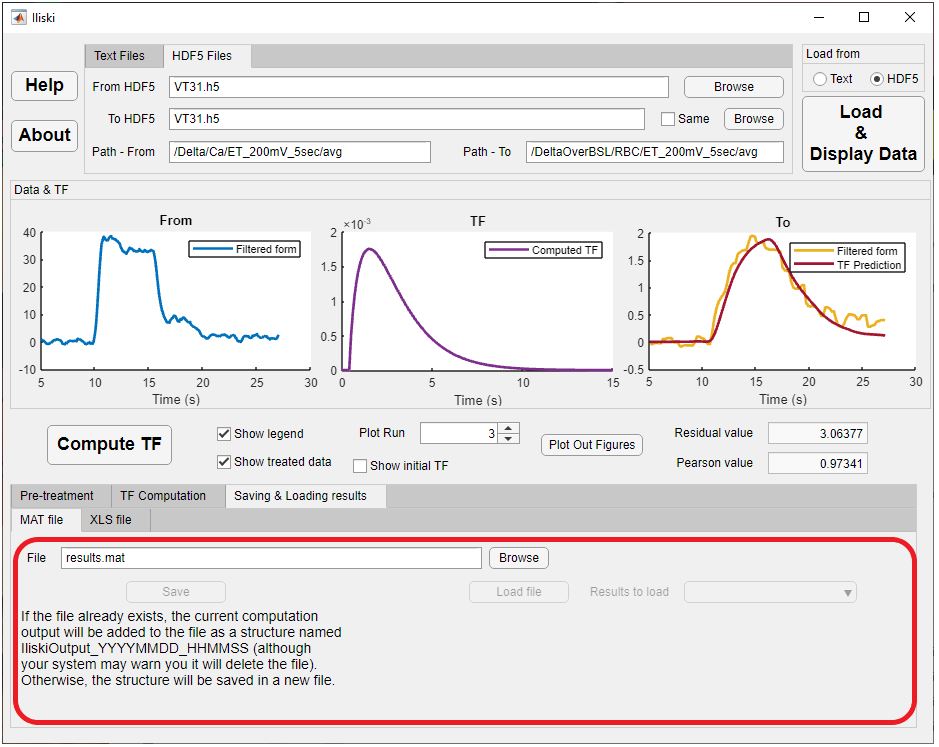 Iliski
Text Files
HDF5 Files
Load from
Help
From HDF5
VT31.h5
Browse
Text
HDF5
About
To HDF5
VT31.h5
Same
Browse
Load
&
Display Data
Path - From
/Delta/Ca/ET_200mV_5sec/avg
Path - To
/DeltaOverBSL/RBC/ET_200mV_5sec/avg
Data & TF
From
40
30
20
10
0
-10
5
10
15
20
25
30
Time (s)
Filtered form
TF
×10-3
2
1.5
1
0.5
0
0
5
10
15
Time (s)
Computed TF
To
2
1.5
1
0.5
0
-0.5
5
10
15
20
25
30
Time (s)
Filtered form
TF Prediction
Compute TF
Show legend
Show treated data
Plot Run
3
Show initial TF
Plot Out Figures
Residual value
3.06377
Pearson value
0.97341
Pre-treatment
TF Computation
Saving & Loading results
MAT file
XLS file
File
results.mat
Browse
Save
Load file
Results to load
If the file already exists, the current computation
output will be added to the file as a structure named
IliskiOutput_YYYYMMDD_HHMMSS (although
your system may warn you it will delete the file).
Otherwise, the structure will be saved in a new file.